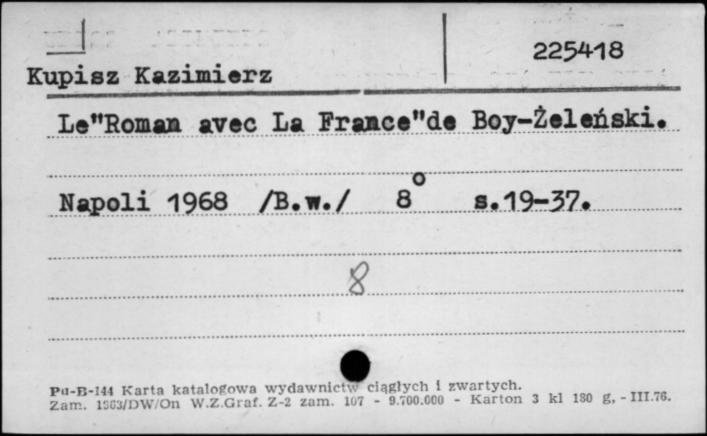 225418
Kupisz Kazimierz
Le"Roman avec La France"de Boy-Żeleński.
Napoli 1968 /B.w./ 8° s.19-37.
8
Pu-B-144 Karta katalogowa wydawnictw ciągłych i zwartych.
Zam. 1963/DW/On W.Z.Graf. Z-2 zam. 107 - 9.700.000 - Karton 3 kl 180 g, - III.76.